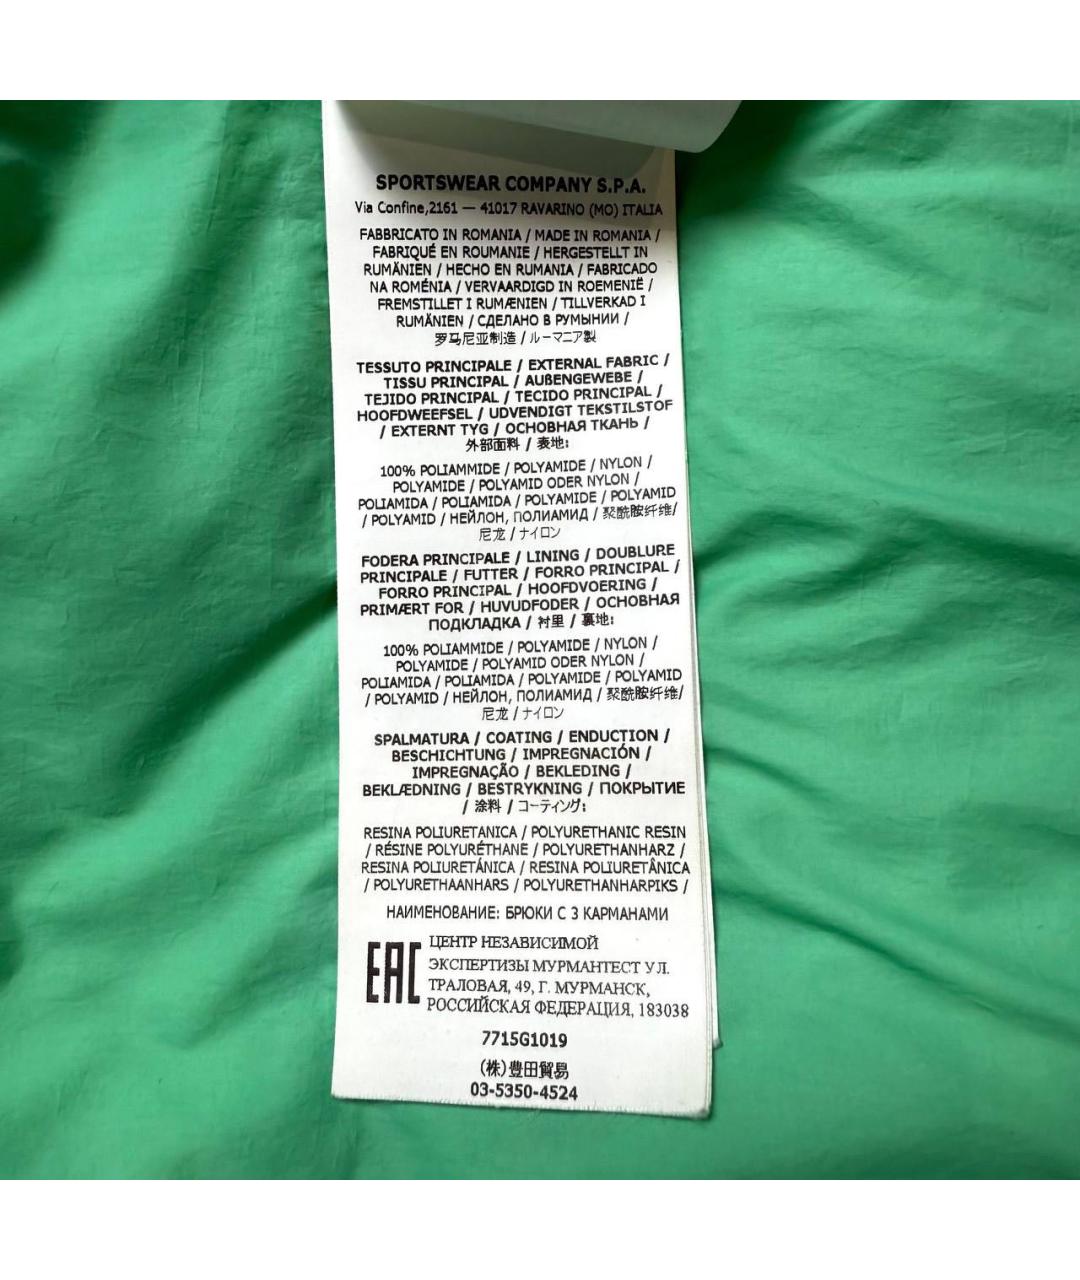 SPORTSWEAR COMPANY S.P.A.
Via Confine,2161 — 41017 RAVARINO (MO) ITALIA
FABBRICATO IN ROMANIA / MADE IN ROMANIA /
FABRIQUÉ EN ROUMANIE / HERGESTELLT IN
RUMÄNIEN / HECHO EN RUMANIA / FABRICADO
NA ROMÉNIA / VERVAARDIGD IN ROEMENIË /
FREMSTILLET I RUMÆNIEN / TILLVERKAD I
RUMÄNIEN / СДЕЛАНО В РУМЫНИИ /
罗马尼亚制造 / ルーマニア製
TESSUTO PRINCIPALE / EXTERNAL FABRIC /
TISSU PRINCIPAL / AUßENGEWEBE /
TEJIDO PRINCIPAL / TECIDO PRINCIPAL /
HOOFDWEEFSEL / UDVENDIGT TEKSTILSTOF
/ EXTERNT TYG / ОСНОВНАЯ ТКАНЬ /
外部面料 / 表地:
100% POLIAMMIDE / POLYAMIDE / NYLON /
POLYAMIDE / POLYAMID ODER NYLON /
POLIAMIDA / POLIAMIDA / POLYAMIDE / POLYAMID
/ POLYAMID / НЕЙЛОН, ПОЛИАМИД / 聚酰胺纤维/
尼龙 / ナイロン
FODERA PRINCIPALE / LINING / DOUBLURE
PRINCIPALE / FUTTER / FORRO PRINCIPAL /
FORRO PRINCIPAL / HOOFDVOERING /
PRIMÆRT FOR / HUVUDFODER / ОСНОВНАЯ
ПОДКЛАДКА / 衬里 / 裏地:
100% POLIAMMIDE / POLYAMIDE / NYLON /
POLYAMIDE / POLYAMID ODER NYLON /
POLIAMIDA / POLIAMIDA / POLYAMIDE / POLYAMID
/ POLYAMID / НЕЙЛОН, ПОЛИАМИД / 聚酰胺纤维/
尼龙 / ナイロン
SPALMATURA / COATING / ENDUCTION /
BESCHICHTUNG / IMPREGNACIÓN /
IMPREGNAÇÃO / BEKLEDING /
BEKLÆDNING / BESTRYKNING / ПОКРЫТИЕ
/ 涂料 / コーティング:
RESINA POLIURETANICA / POLYURETHANIC RESIN
/ RÉSINE POLYURÉTHANE / POLYURETHANHARZ /
RESINA POLIURETÁNICA / RESINA POLIURETÂNICA
/ POLYURETHAANHARS / POLYURETHANHARPIKS /
НАИМЕНОВАНИЕ: БРЮКИ С 3 КАРМАНАМИ
EAC ЦЕНТР НЕЗАВИСИМОЙ
ЭКСПЕРТИЗЫ МУРМАНТЕСТ УЛ.
ТРАЛОВАЯ, 49, Г. МУРМАНСК,
РОССИЙСКАЯ ФЕДЕРАЦИЯ, 183038
7715G1019
(株)豊田貿易
03-5350-4524